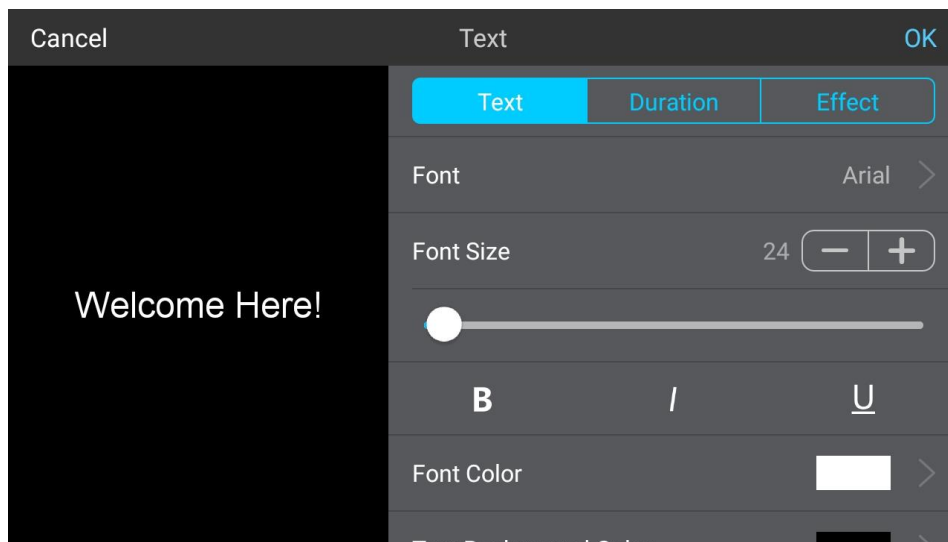 Cancel Text OK
Text Duration Effect
Font Arial
Font Size 24
Welcome Here!
B I U
Font Color